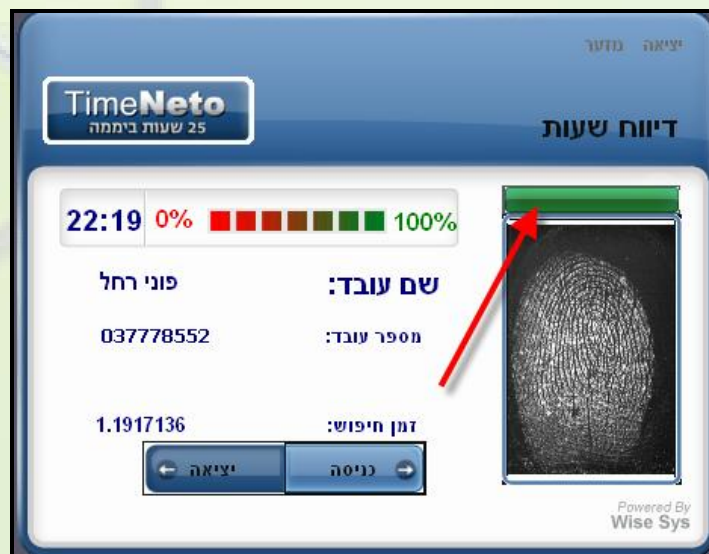 יציאה מזער
TimeNeto
25 שעות ביממה
דיווח שעות
22:19 0% 100%
שם עובד: פוני רחל
מספר עובד: 037778552
זמן חיפוש: 1.1917136
כניסה יציאה
Powered By
Wise Sys